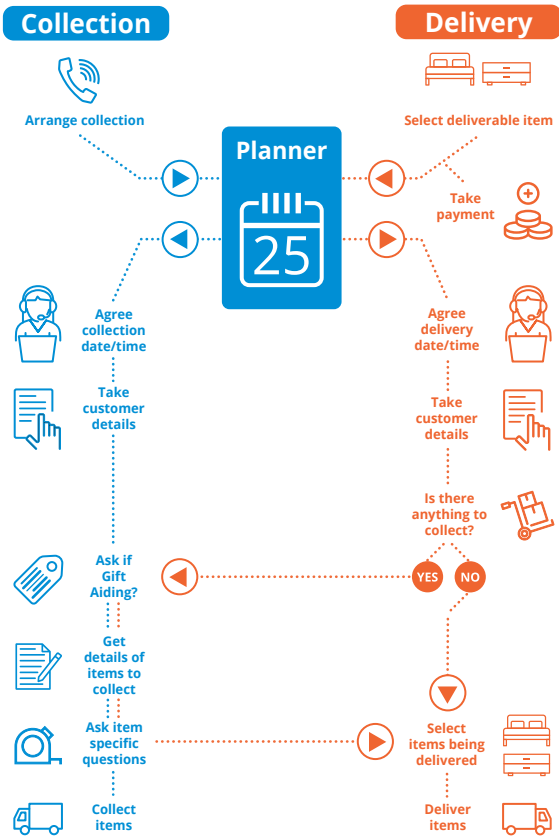 Collection
Delivery
Arrange collection
Select deliverable item
Planner
25
Take
payment
Agree
collection
date/time
Agree
delivery
date/time
Take
customer
details
Take
customer
details
Is there
anything to
collect?
YES
NO
Ask if
Gift
Aiding?
Get
details of
items to
collect
Ask item
specific
questions
Select
items being
delivered
Collect
items
Deliver
items